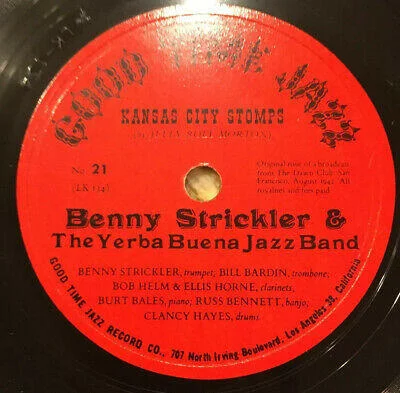 GOOD TIME JAZZ
KANSAS CITY STOMPS
(by JELLY ROLL MORTON)
No. 21
(LK 134)
Original issue of a broadcast
from The Dawn Club, San
Francisco, August 1942. All
royalties and fees paid.
Benny Strickler &
The Yerba Buena Jazz Band
BENNY STRICKLER, trumpet; BILL BARDIN, trombone;
BOB HELM & ELLIS HORNE, clarinets;
BURT BALES, piano; RUSS BENNETT, banjo;
CLANCY HAYES, drums.
GOOD TIME JAZZ RECORD CO., 707 North Irving Boulevard, Los Angeles 38, California